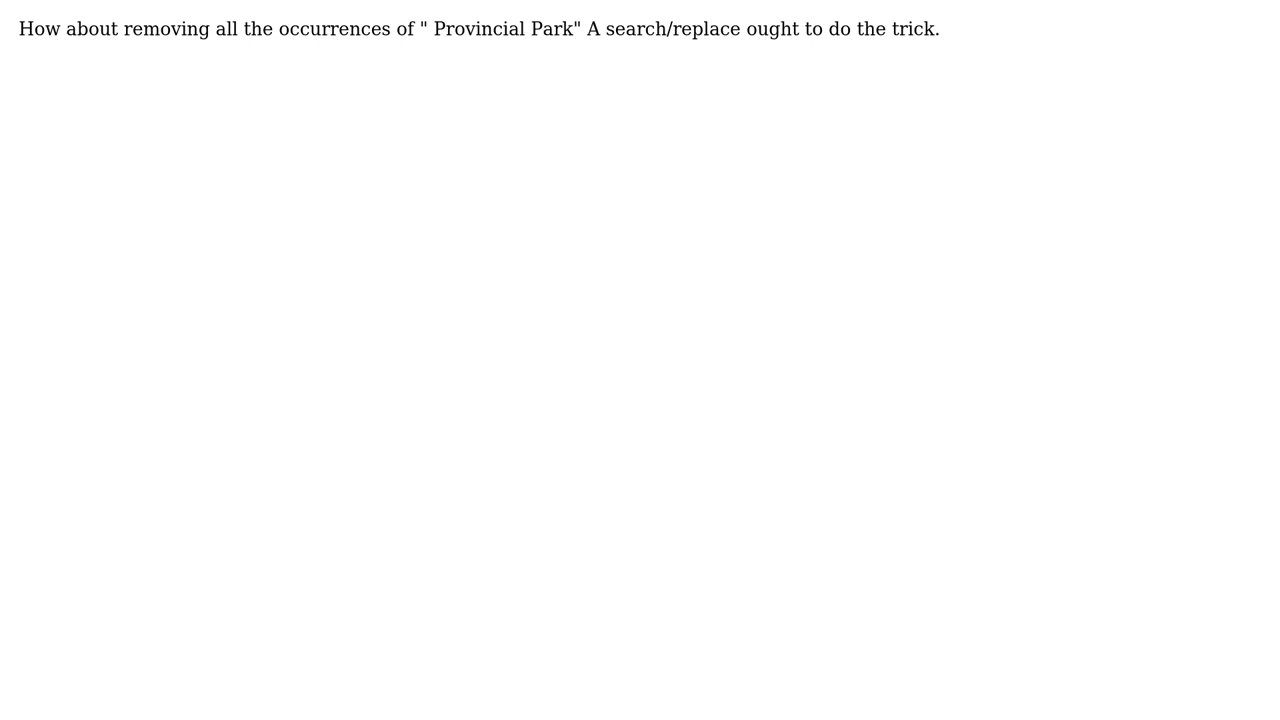 How about removing all the occurrences of " Provincial Park" A search/replace ought to do the trick.